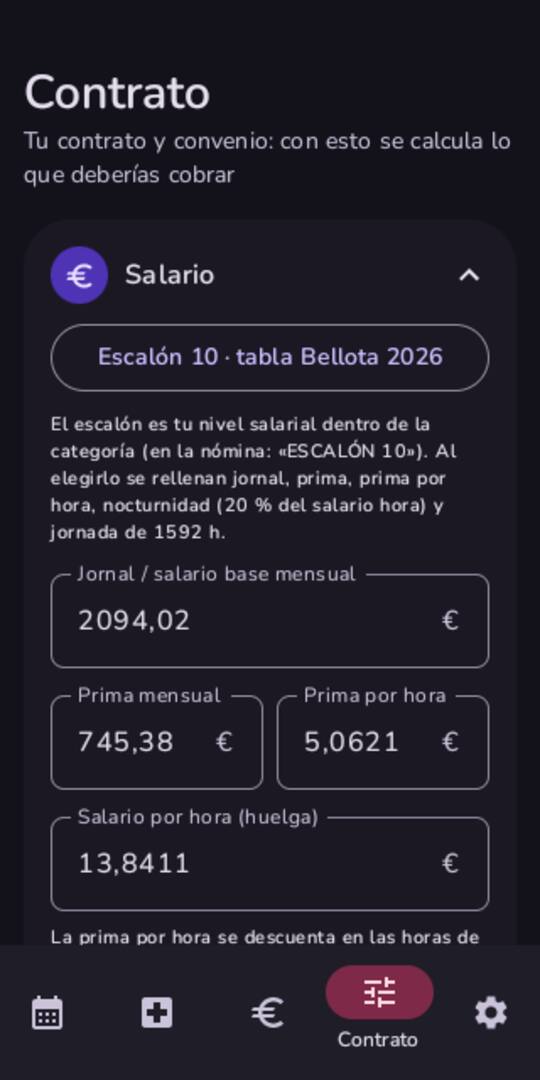 Contrato
Tu contrato y convenio: con esto se calcula lo
que deberías cobrar
€ Salario
Escalón 10 · tabla Bellota 2026
El escalón es tu nivel salarial dentro de la
categoría (en la nómina: «ESCALÓN 10»). Al
elegirlo se rellenan jornal, prima, prima por
hora, nocturnidad (20 % del salario hora) y
jornada de 1592 h.
Jornal / salario base mensual
2094,02 €
Prima mensual
745,38 €
Prima por hora
5,0621 €
Salario por hora (huelga)
13,8411 €
La prima por hora se descuenta en las horas de
€
Contrato